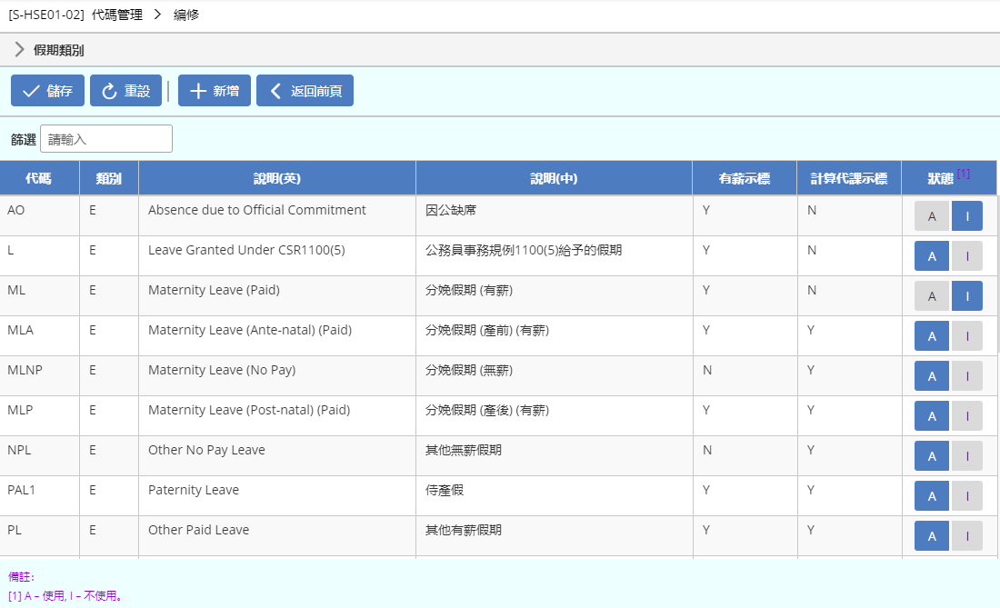 [S-HSE01-02] 代碼管理 > 編修
假期類別
儲存 重設 新增 返回前頁
篩選 請輸入
代碼 類別 說明(英) 說明(中) 有薪示標 計算代課示標 狀態 [1]
AO E Absence due to Official Commitment 因公缺席 Y N A I
L E Leave Granted Under CSR1100(5) 公務員事務規例1100(5)給予的假期 Y N A I
ML E Maternity Leave (Paid) 分娩假期 (有薪) Y N A I
MLA E Maternity Leave (Ante-natal) (Paid) 分娩假期 (產前) (有薪) Y Y A I
MLNP E Maternity Leave (No Pay) 分娩假期 (無薪) N Y A I
MLP E Maternity Leave (Post-natal) (Paid) 分娩假期 (產後) (有薪) Y Y A I
NPL E Other No Pay Leave 其他無薪假期 N Y A I
PAL1 E Paternity Leave 侍產假 Y Y A I
PL E Other Paid Leave 其他有薪假期 Y Y A I
備註:
[1] A – 使用, I – 不使用。